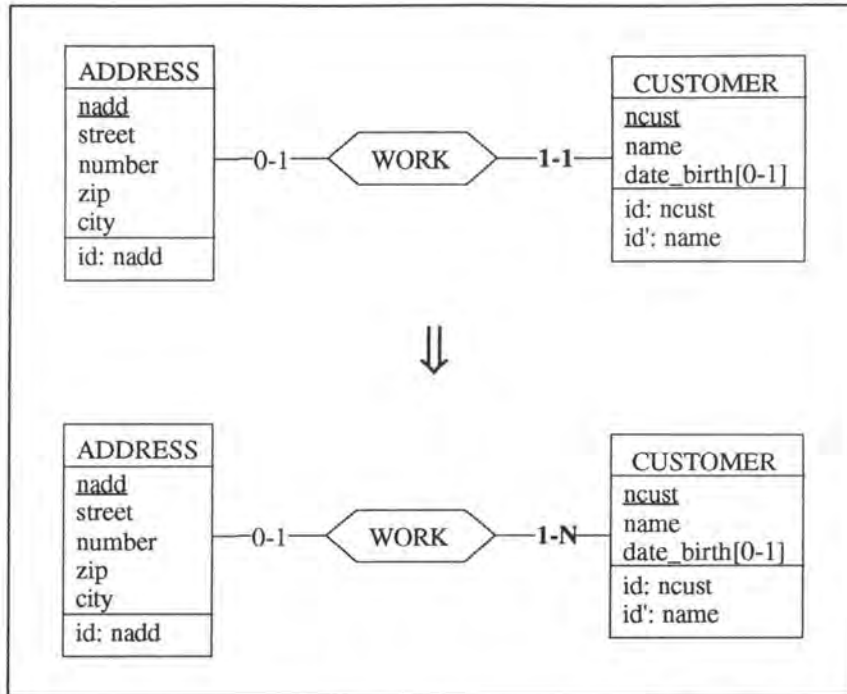 ADDRESS
nadd
street
number
zip
city
id: nadd
0-1
WORK
1-1
CUSTOMER
ncust
name
date_birth[0-1]
id: ncust
id': name
⇓
ADDRESS
nadd
street
number
zip
city
id: nadd
0-1
WORK
1-N
CUSTOMER
ncust
name
date_birth[0-1]
id: ncust
id': name